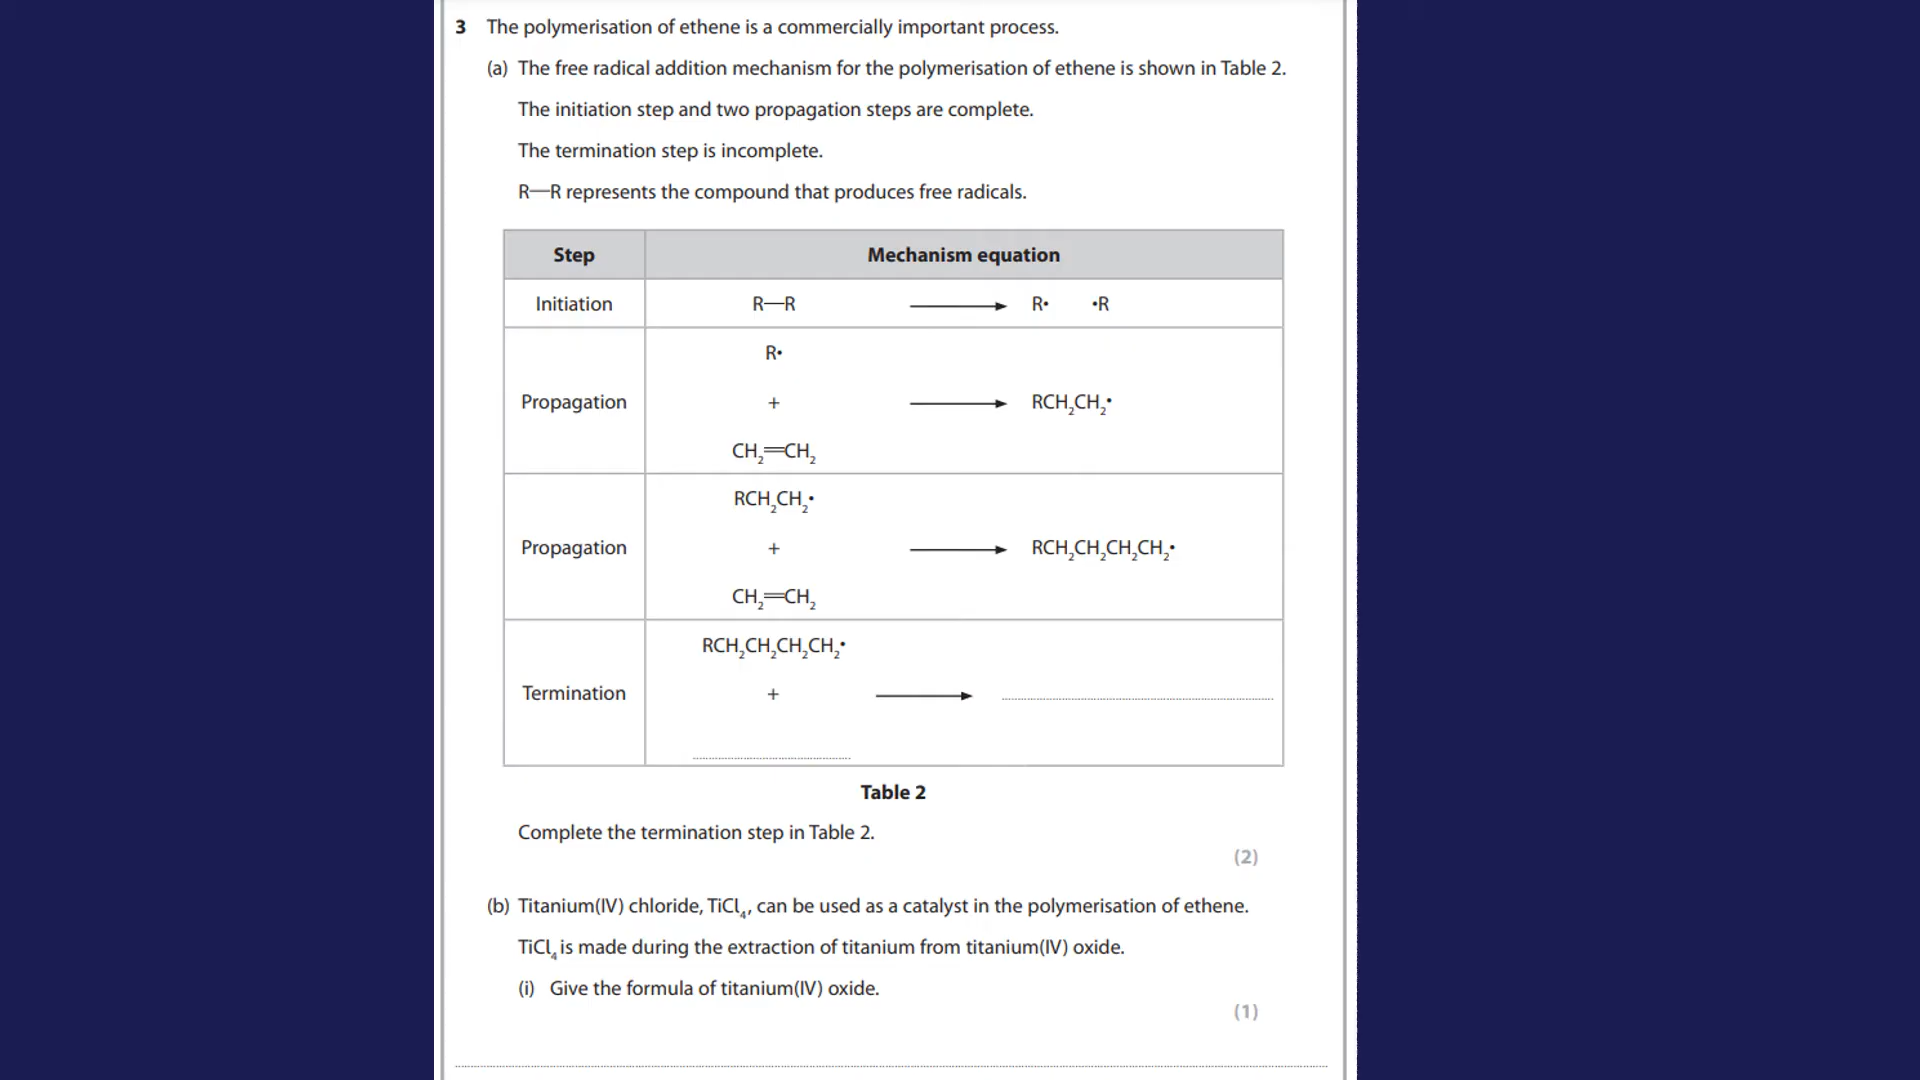 3 The polymerisation of ethene is a commercially important process.
(a) The free radical addition mechanism for the polymerisation of ethene is shown in Table 2.
The initiation step and two propagation steps are complete.
The termination step is incomplete.
R—R represents the compound that produces free radicals.
Step Mechanism equation
Initiation R—R ⟶ R• •R
R•
Propagation + ⟶ RCH₂CH₂•
CH₂═CH₂
RCH₂CH₂•
Propagation + ⟶ RCH₂CH₂CH₂CH₂•
CH₂═CH₂
RCH₂CH₂CH₂CH₂•
Termination + ⟶
Table 2
Complete the termination step in Table 2.
(2)
(b) Titanium(IV) chloride, TiCl₄, can be used as a catalyst in the polymerisation of ethene.
TiCl₄ is made during the extraction of titanium from titanium(IV) oxide.
(i) Give the formula of titanium(IV) oxide.
(1)